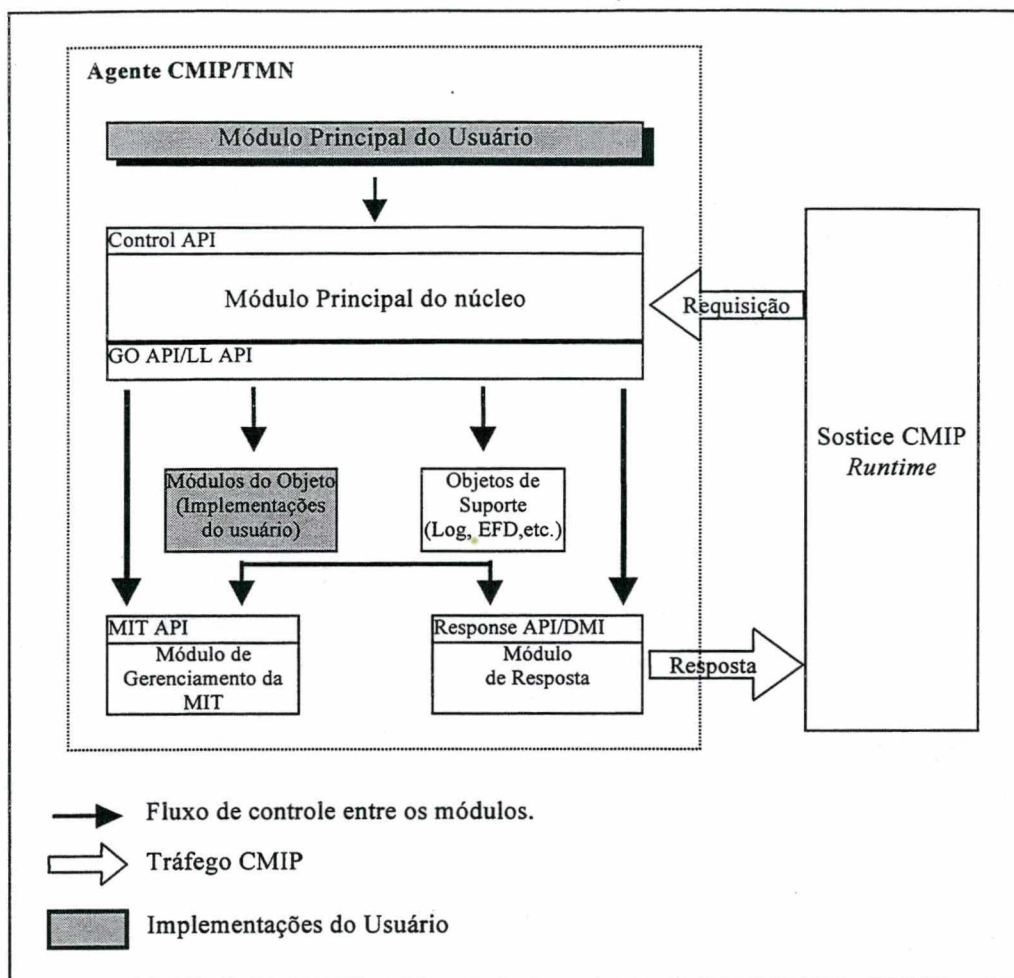 Agente CMIP/TMN
Módulo Principal do Usuário
Control API
Módulo Principal do núcleo
GO API/LL API
Requisição
Sostice CMIP
Runtime
Módulos do Objeto
(Implementações
do usuário)
Objetos de
Suporte
(Log, EFD,etc.)
MIT API
Módulo de
Gerenciamento da
MIT
Response API/DMI
Módulo
de Resposta
Resposta
Fluxo de controle entre os módulos.
Tráfego CMIP
Implementações do Usuário